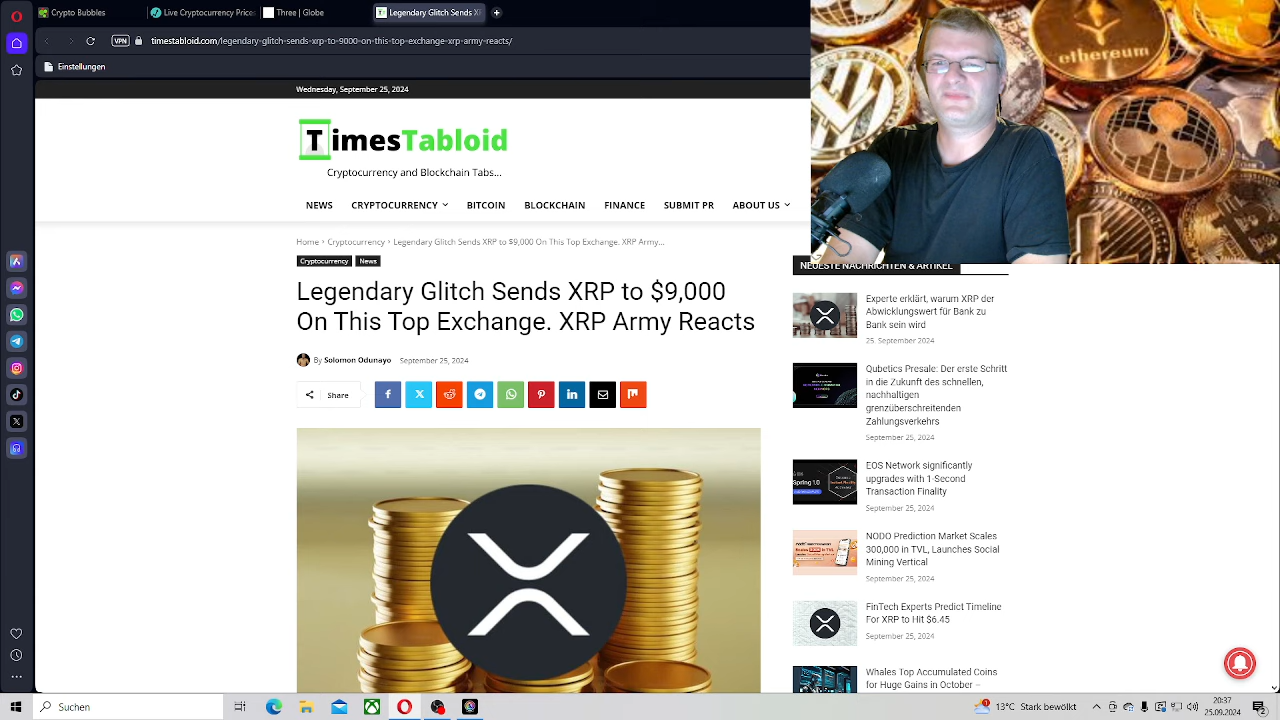 Crypto Bubbles
Live Cryptocurrency Price:
Three | Globe
Legendary Glitch Sends X
timestabloid.com/legendary-glitch-sends-xrp-to-9000-on-this-top-exchange-xrp-army-reacts/
Einstellungen
Wednesday, September 25, 2024
TimesTabloid
Cryptocurrency and Blockchain Tabs...
NEWS CRYPTOCURRENCY BITCOIN BLOCKCHAIN FINANCE SUBMIT PR ABOUT US
Home › Cryptocurrency › Legendary Glitch Sends XRP to $9,000 On This Top Exchange. XRP Army...
Cryptocurrency News
Legendary Glitch Sends XRP to $9,000
On This Top Exchange. XRP Army Reacts
By Solomon Odunayo September 25, 2024
Share
ethereum
NEUESTE NACHRICHTEN & ARTIKEL
Experte erklärt, warum XRP der
Abwicklungswert für Bank zu
Bank sein wird
25. September 2024
Qubetics Presale: Der erste Schritt
in die Zukunft des schnellen,
nachhaltigen
grenzüberschreitenden
Zahlungsverkehrs
September 25, 2024
Spring 1.0
EOS Network significantly
upgrades with 1-Second
Transaction Finality
September 25, 2024
NODO Prediction Market Scales
300,000 in TVL, Launches Social
Mining Vertical
September 25, 2024
FinTech Experts Predict Timeline
For XRP to Hit $6.45
September 25, 2024
Whales Top Accumulated Coins
for Huge Gains in October –
Suchen
1
13°C Stark bewölkt
20:37
25.09.2024
2